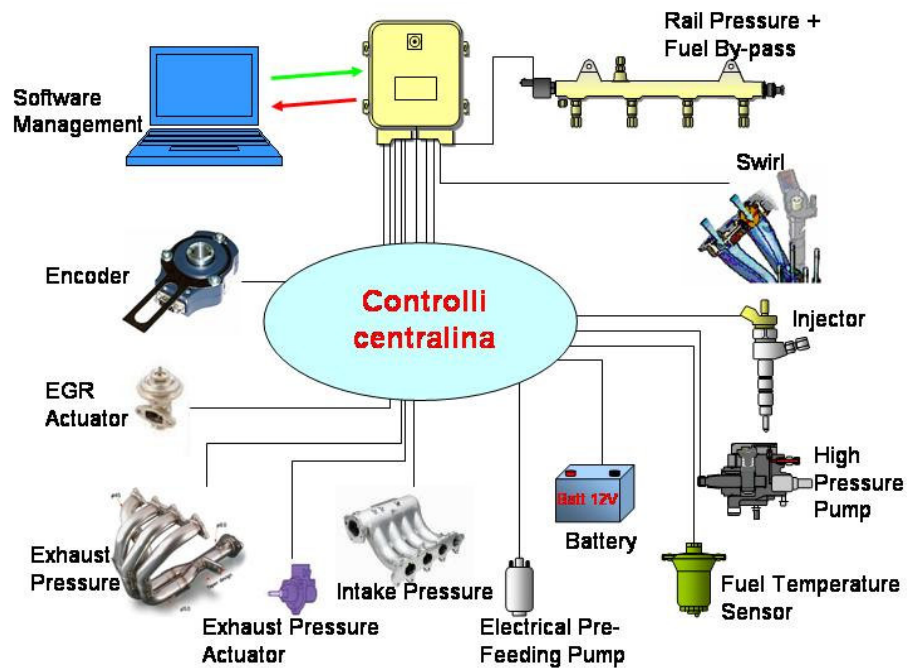 Rail Pressure +
Fuel By-pass
Software
Management
Swirl
Encoder
Controlli
centralina
Injector
EGR
Actuator
High
Pressure
Pump
Batt 12V
Battery
Exhaust
Pressure
Intake Pressure
Fuel Temperature
Sensor
Exhaust Pressure
Actuator
Electrical Pre-
Feeding Pump